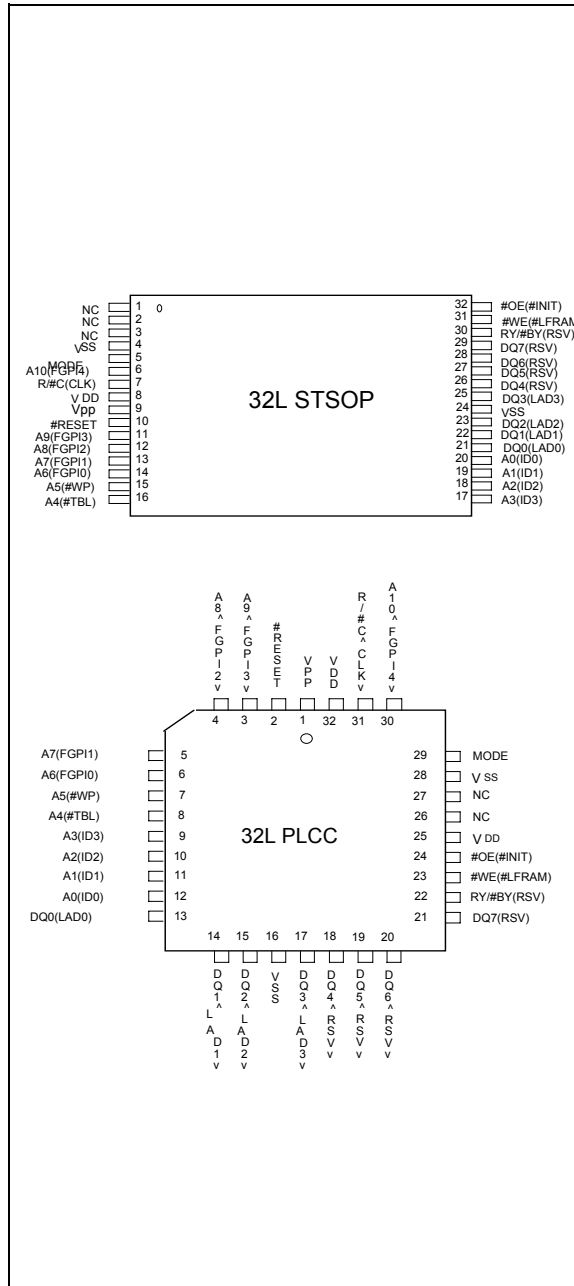 NC 1 32 #OE(#INIT)
NC 2 31 #WE(#LFRAM
NC 3 30 RY/#BY(RSV)
VSS 4 29 DQ7(RSV)
MODE 5 28 DQ6(RSV)
A10(FGPI4) 6 27 DQ5(RSV)
R/#C(CLK) 7 26 DQ4(RSV)
VDD 8 25 DQ3(LAD3)
Vpp 9 24 VSS
#RESET 10 23 DQ2(LAD2)
A9(FGPI3) 11 22 DQ1(LAD1)
A8(FGPI2) 12 21 DQ0(LAD0)
A7(FGPI1) 13 20 A0(ID0)
A6(FGPI0) 14 19 A1(ID1)
A5(#WP) 15 18 A2(ID2)
A4(#TBL) 16 17 A3(ID3)
32L STSOP
A8^FGPI2v
A9^FGPI3v
#RESET
VPP
VDD
R/#C^CLKv
A10^FGPI4v
4 3 2 1 32 31 30
A7(FGPI1) 5 29 MODE
A6(FGPI0) 6 28 VSS
A5(#WP) 7 27 NC
A4(#TBL) 8 26 NC
A3(ID3) 9 25 VDD
A2(ID2) 10 24 #OE(#INIT)
A1(ID1) 11 23 #WE(#LFRAM)
A0(ID0) 12 22 RY/#BY(RSV)
DQ0(LAD0) 13 21 DQ7(RSV)
32L PLCC
14 15 16 17 18 19 20
DQ1^LAD1v
DQ2^LAD2v
VSS
DQ3^LAD3v
DQ4^RSVv
DQ5^RSVv
DQ6^RSVv